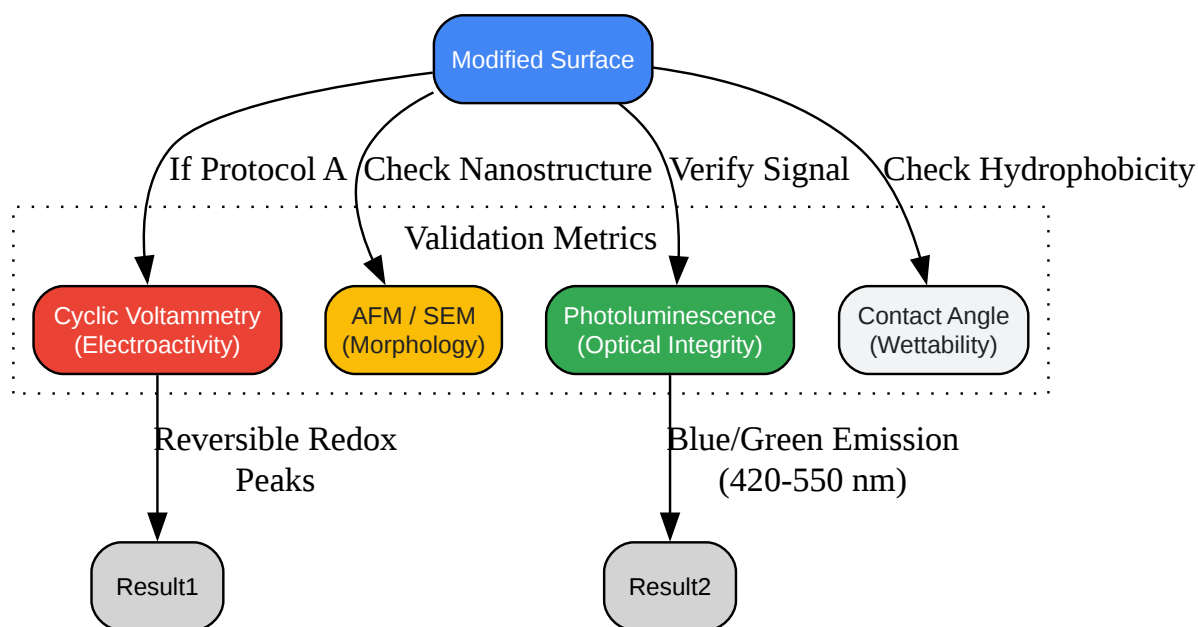 Modified Surface
If Protocol A
Check Nanostructure
Verify Signal
Check Hydrophobicity
Validation Metrics
Cyclic Voltammetry
(Electroactivity)
AFM / SEM
(Morphology)
Photoluminescence
(Optical Integrity)
Contact Angle
(Wettability)
Reversible Redox
Peaks
Blue/Green Emission
(420-550 nm)
Result1
Result2